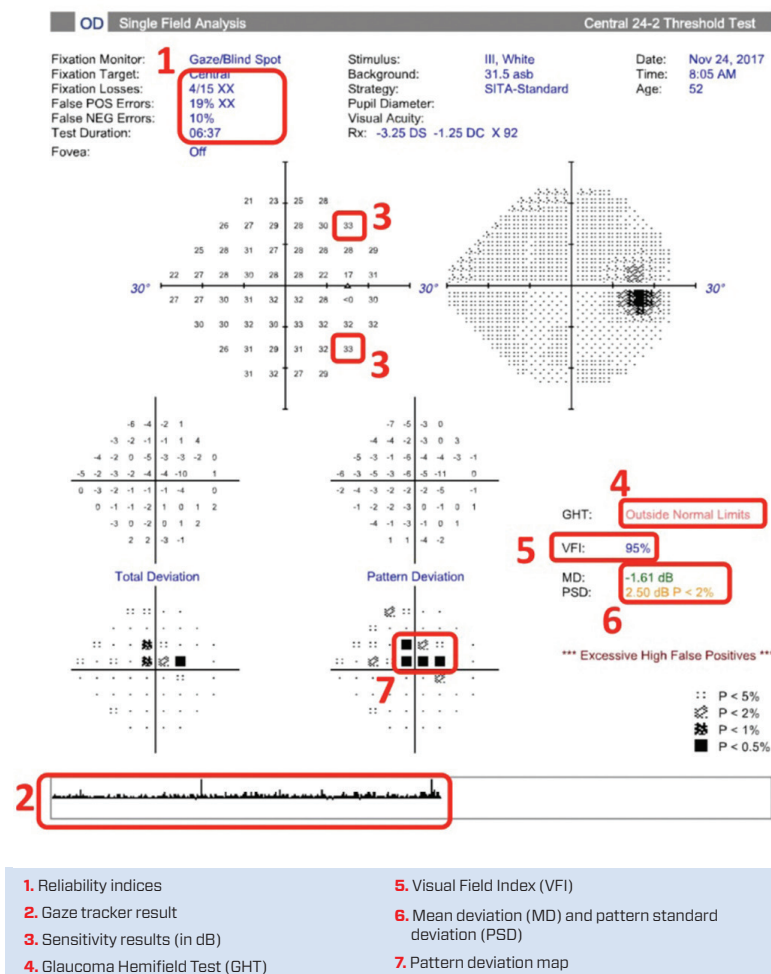 OD Single Field Analysis Central 24-2 Threshold Test
Fixation Monitor: Gaze/Blind Spot
Fixation Target: Central
Fixation Losses: 4/15 XX
False POS Errors: 19% XX
False NEG Errors: 10%
Test Duration: 06:37
Fovea: Off
Stimulus: III, White
Background: 31.5 asb
Strategy: SITA-Standard
Pupil Diameter:
Visual Acuity:
Rx: -3.25 DS -1.25 DC X 92
Date: Nov 24, 2017
Time: 8:05 AM
Age: 52
1
21 23 25 28
26 27 29 28 30 33
3
25 28 31 27 28 28 28 29
22 27 28 30 28 28 22 17 31
30° 30°
27 27 30 31 32 32 28 <0 30
30 30 32 30 33 32 32 32
26 31 29 31 32 33
3
31 32 27 29
30°
-6 -4 -2 1
-3 -2 -1 -1 1 4
-4 -2 0 -5 -3 -3 -2 0
-5 -2 -3 -2 -4 -4 -10 1
0 -3 -2 -1 -1 -1 -4 0
0 -1 -1 -2 1 0 1 2
-3 0 -2 0 1 2
2 2 -3 -1
Total Deviation
-7 -5 -3 0
-4 -4 -2 -3 0 3
-5 -3 -1 -6 -4 -4 -3 -1
-6 -3 -5 -3 -6 -5 -11 0
-2 -4 -3 -2 -2 -2 -5 -1
-1 -2 -2 -3 0 -1 0 1
-4 -1 -3 -1 0 1
1 1 -4 -2
Pattern Deviation
4
GHT: Outside Normal Limits
5
VFI: 95%
MD: -1.61 dB
PSD: 2.50 dB P < 2%
6
*** Excessive High False Positives ***
7
P < 5%
P < 2%
P < 1%
P < 0.5%
2
1. Reliability indices
2. Gaze tracker result
3. Sensitivity results (in dB)
4. Glaucoma Hemifield Test (GHT)
5. Visual Field Index (VFI)
6. Mean deviation (MD) and pattern standard
deviation (PSD)
7. Pattern deviation map